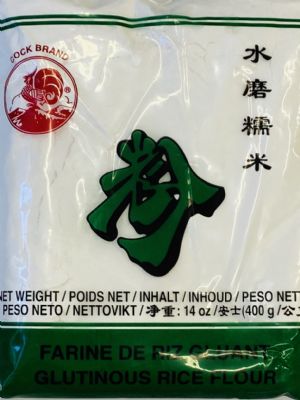 COCK BRAND
®
水磨糯米
粉
NET WEIGHT / POIDS NET / INHALT / INHOUD / PESO NETT
PESO NETO / NETTOVIKT / 净重: 14 oz /安士(400 g /公
FARINE DE RIZ GLUANT
GLUTINOUS RICE FLOUR